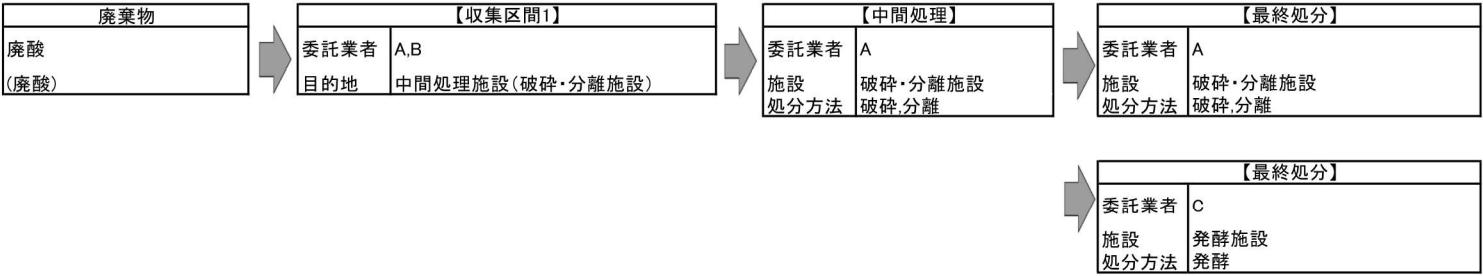 廃棄物
廃酸
(廃酸)
【収集区間1】
委託業者 A,B
目的地 中間処理施設(破砕・分離施設)
【中間処理】
委託業者 A
施設 破砕・分離施設
処分方法 破砕,分離
【最終処分】
委託業者 A
施設 破砕・分離施設
処分方法 破砕,分離
【最終処分】
委託業者 C
施設 発酵施設
処分方法 発酵